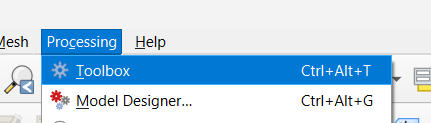 Mesh Processing Help
Toolbox Ctrl+Alt+T
Model Designer... Ctrl+Alt+G